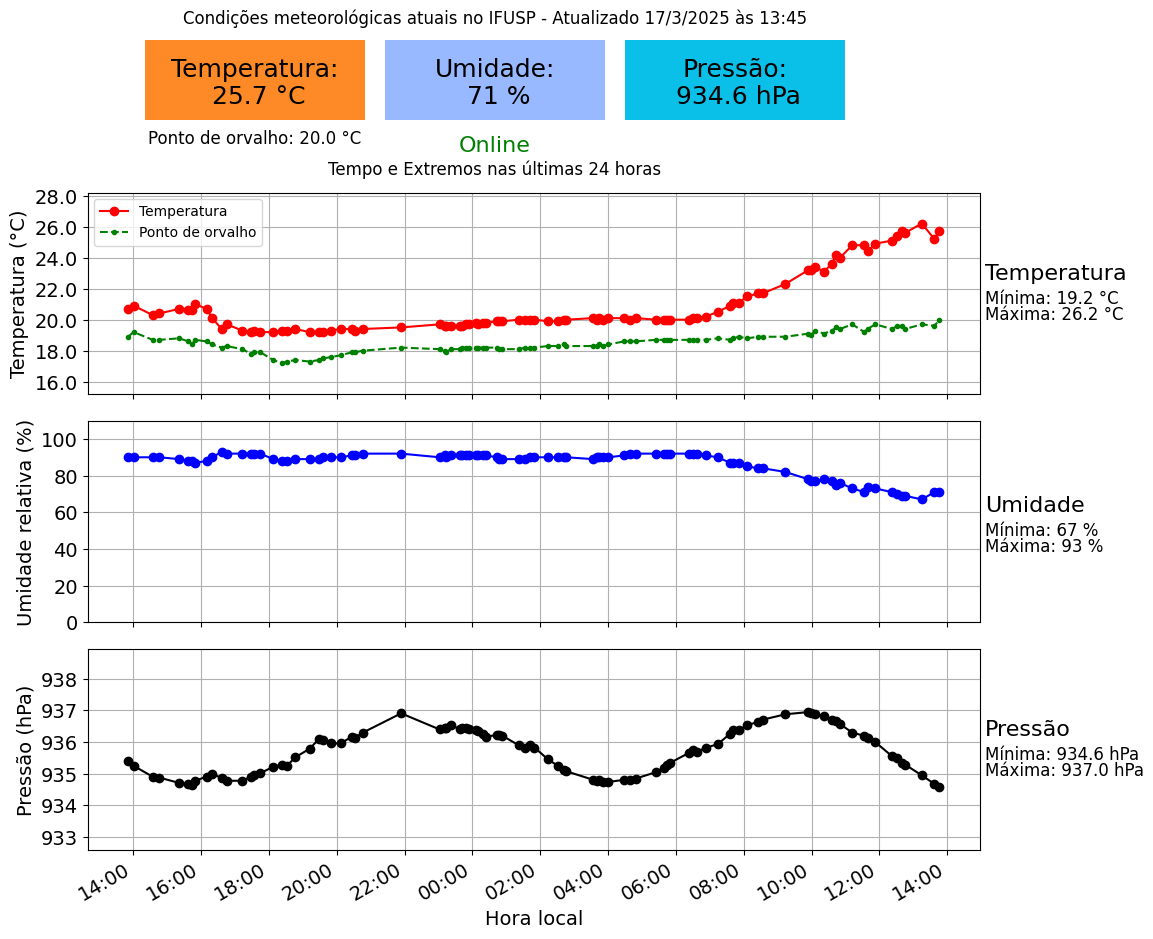 Condições meteorológicas atuais no IFUSP - Atualizado 17/3/2025 às 13:45
Temperatura:
25.7 °C
Umidade:
71 %
Pressão:
934.6 hPa
Ponto de orvalho: 20.0 °C
Online
Tempo e Extremos nas últimas 24 horas
Temperatura (°C)
28.0
26.0
24.0
22.0
20.0
18.0
16.0
Temperatura
Ponto de orvalho
Temperatura
Mínima: 19.2 °C
Máxima: 26.2 °C
Umidade relativa (%)
100
80
60
40
20
0
Umidade
Mínima: 67 %
Máxima: 93 %
Pressão (hPa)
938
937
936
935
934
933
Pressão
Mínima: 934.6 hPa
Máxima: 937.0 hPa
14:00 16:00 18:00 20:00 22:00 00:00 02:00 04:00 06:00 08:00 10:00 12:00 14:00
Hora local